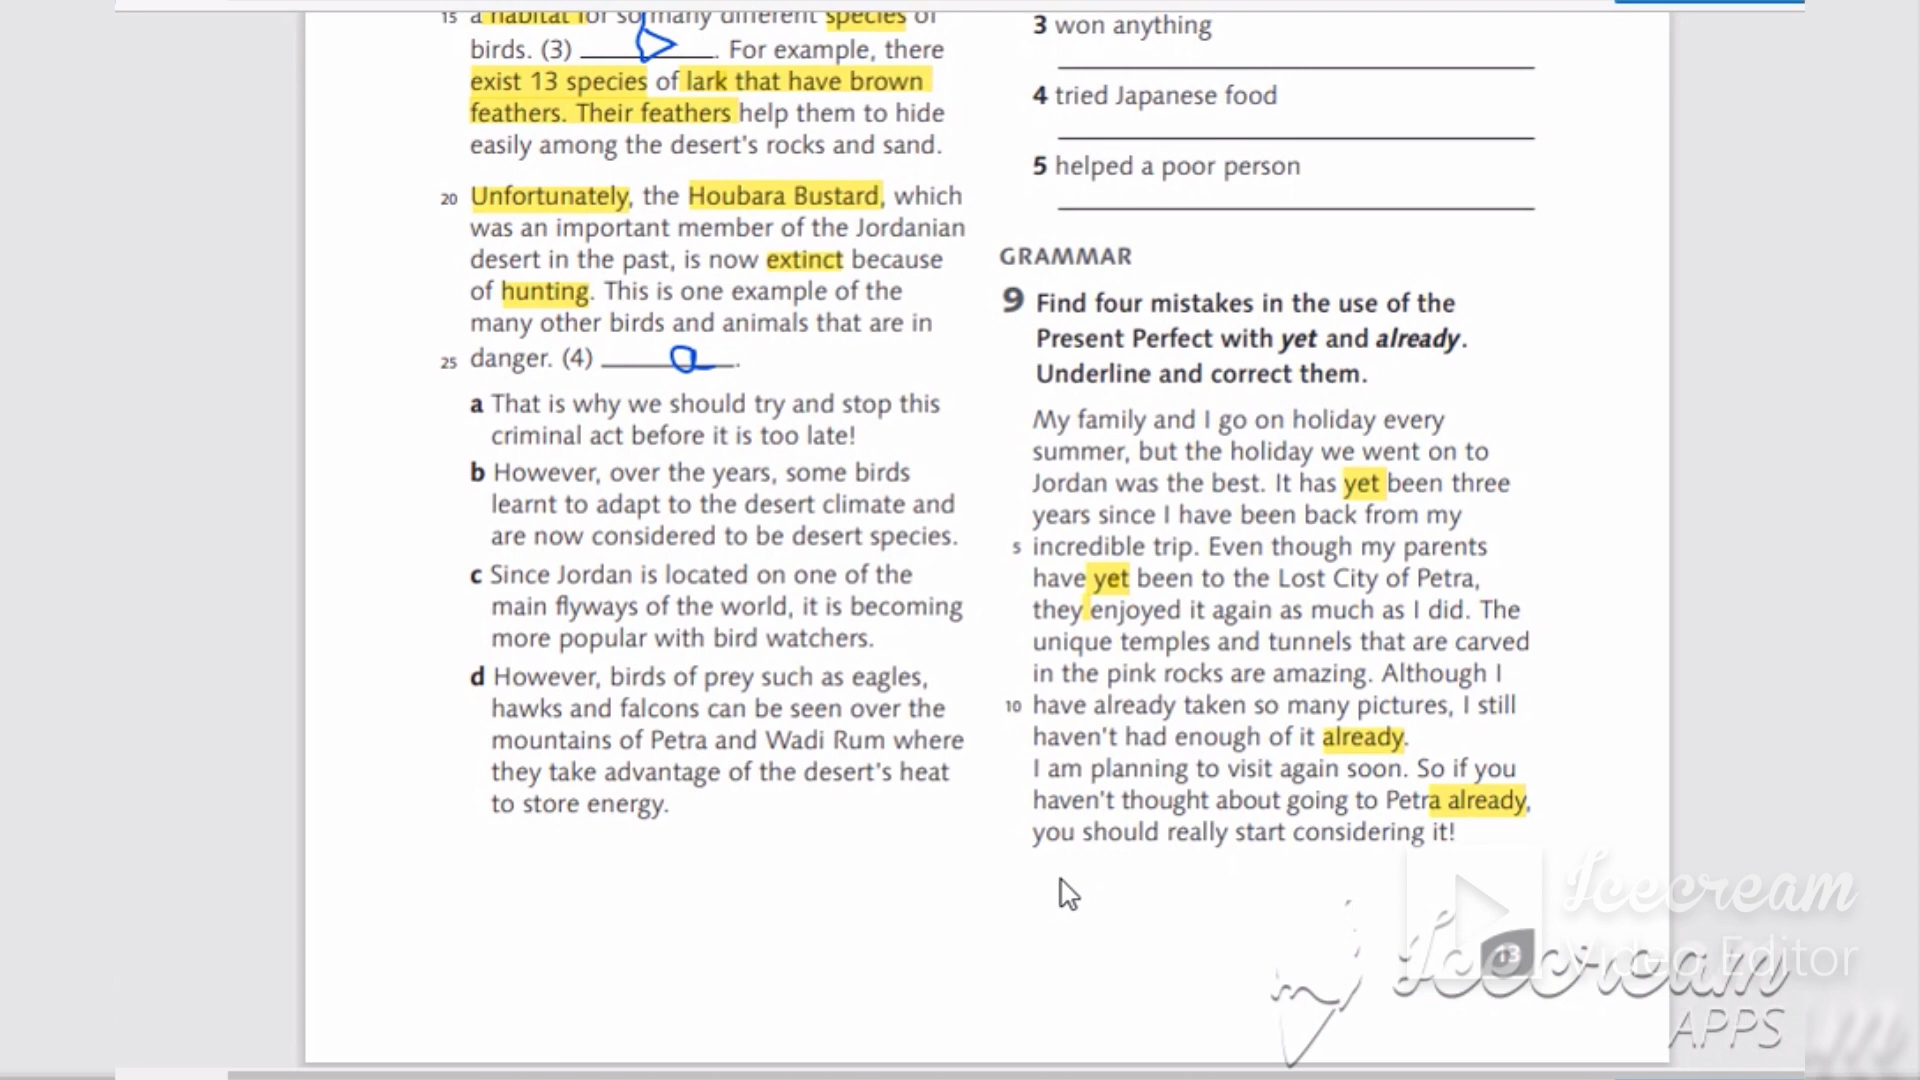 15 a habitat for so many different species of
birds. (3) b. For example, there
exist 13 species of lark that have brown
feathers. Their feathers help them to hide
easily among the desert's rocks and sand.
20 Unfortunately, the Houbara Bustard, which
was an important member of the Jordanian
desert in the past, is now extinct because
of hunting. This is one example of the
many other birds and animals that are in
25 danger. (4) a.
a That is why we should try and stop this
criminal act before it is too late!
b However, over the years, some birds
learnt to adapt to the desert climate and
are now considered to be desert species.
c Since Jordan is located on one of the
main flyways of the world, it is becoming
more popular with bird watchers.
d However, birds of prey such as eagles,
hawks and falcons can be seen over the
mountains of Petra and Wadi Rum where
they take advantage of the desert's heat
to store energy.
3 won anything
4 tried Japanese food
5 helped a poor person
GRAMMAR
9 Find four mistakes in the use of the
Present Perfect with yet and already.
Underline and correct them.
My family and I go on holiday every
summer, but the holiday we went on to
Jordan was the best. It has yet been three
years since I have been back from my
5 incredible trip. Even though my parents
have yet been to the Lost City of Petra,
they enjoyed it again as much as I did. The
unique temples and tunnels that are carved
in the pink rocks are amazing. Although I
10 have already taken so many pictures, I still
haven't had enough of it already.
I am planning to visit again soon. So if you
haven't thought about going to Petra already,
you should really start considering it!
13
Icecream
Video Editor
Icecream
APPS